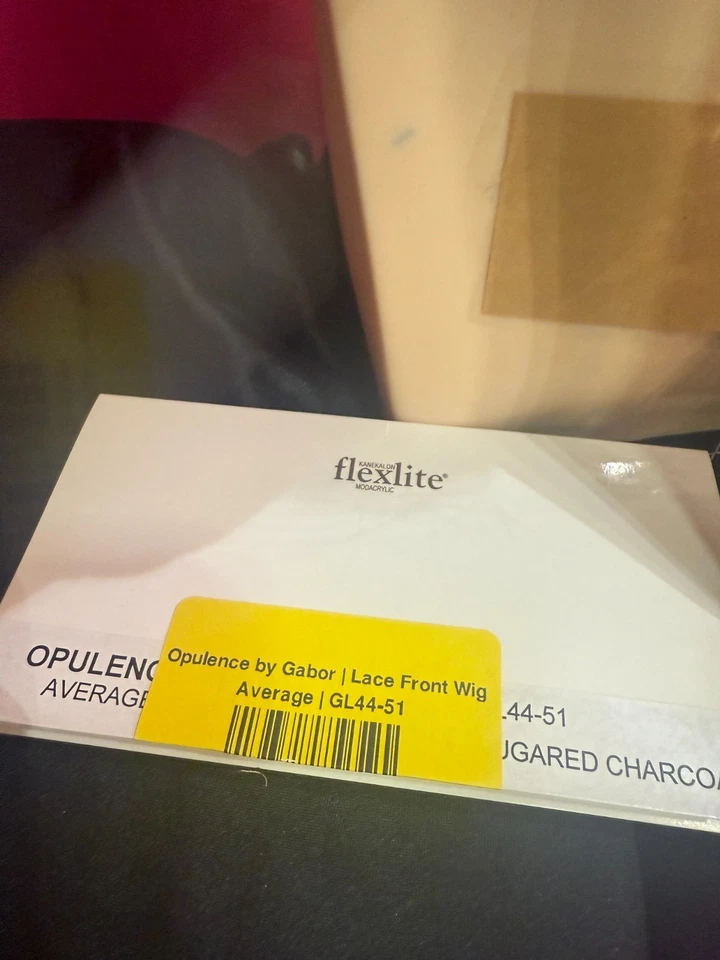 KANEKALON
flexlite®
MODACRYLIC
OPULENC
AVERAGE
Opulence by Gabor | Lace Front Wig
Average | GL44-51
L44-51
UGARED CHARCOA